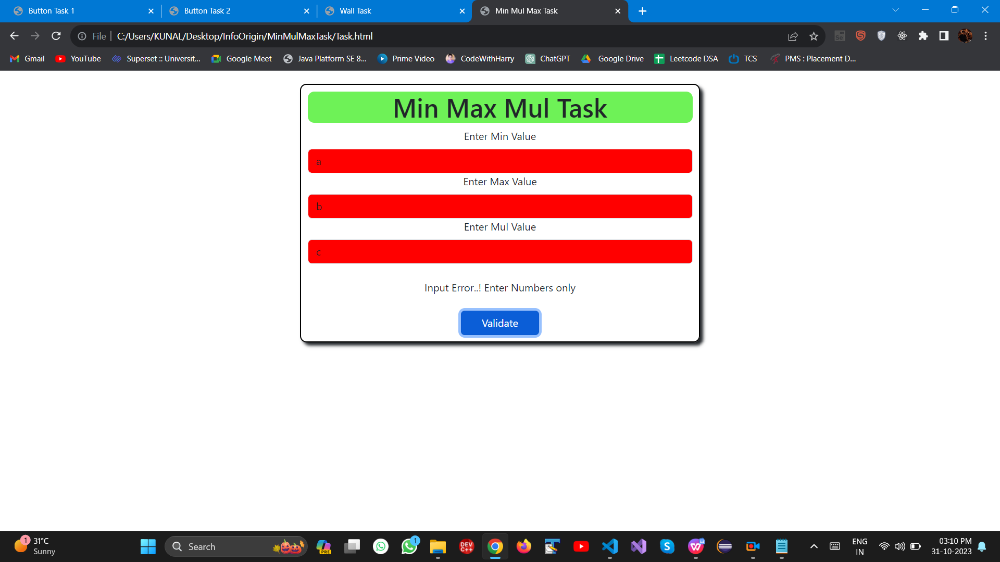 Button Task 1
Button Task 2
Wall Task
Min Mul Max Task
File
C:/Users/KUNAL/Desktop/InfoOrigin/MinMulMaxTask/Task.html
Gmail
YouTube
Superset :: Universit...
Google Meet
Java Platform SE 8...
Prime Video
CodeWithHarry
ChatGPT
Google Drive
Leetcode DSA
TCS
PMS : Placement D...
Min Max Mul Task
Enter Min Value
a
Enter Max Value
b
Enter Mul Value
c
Input Error..! Enter Numbers only
Validate
1
31°C
Sunny
Search
PRE
1
DEV
C++
ENG
IN
03:10 PM
31-10-2023